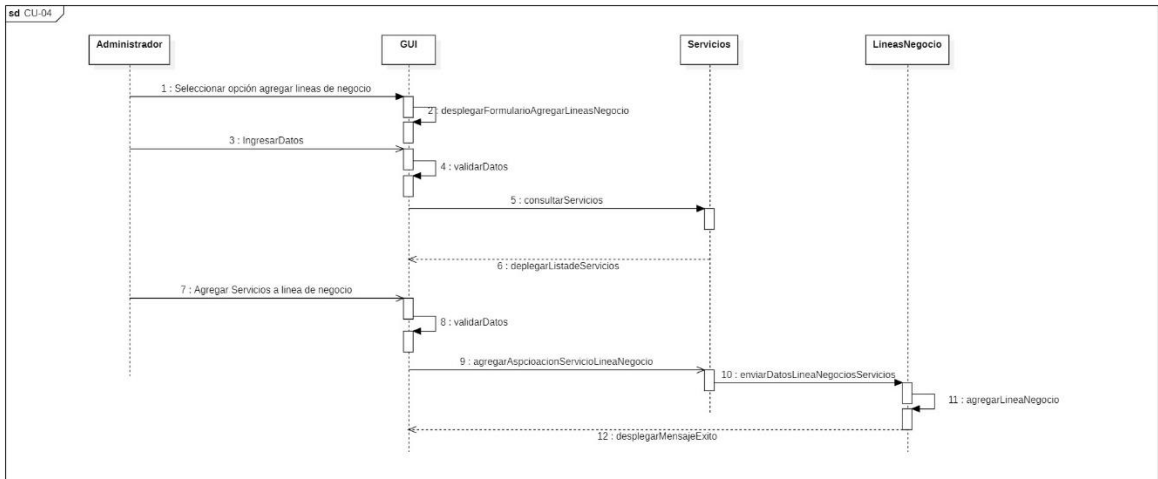 sd CU-04
Administrador
GUI
Servicios
LineasNegocio
1 : Seleccionar opción agregar lineas de negocio
2 : desplegarFormularioAgregarLineasNegocio
3 : IngresarDatos
4 : validarDatos
5 : consultarServicios
6 : deplegarListadeServicios
7 : Agregar Servicios a linea de negocio
8 : validarDatos
9 : agregarAspcioacionServicioLineaNegocio
10 : enviarDatosLineaNegociosServicios
11 : agregarLineaNegocio
12 : desplegarMensajeExito